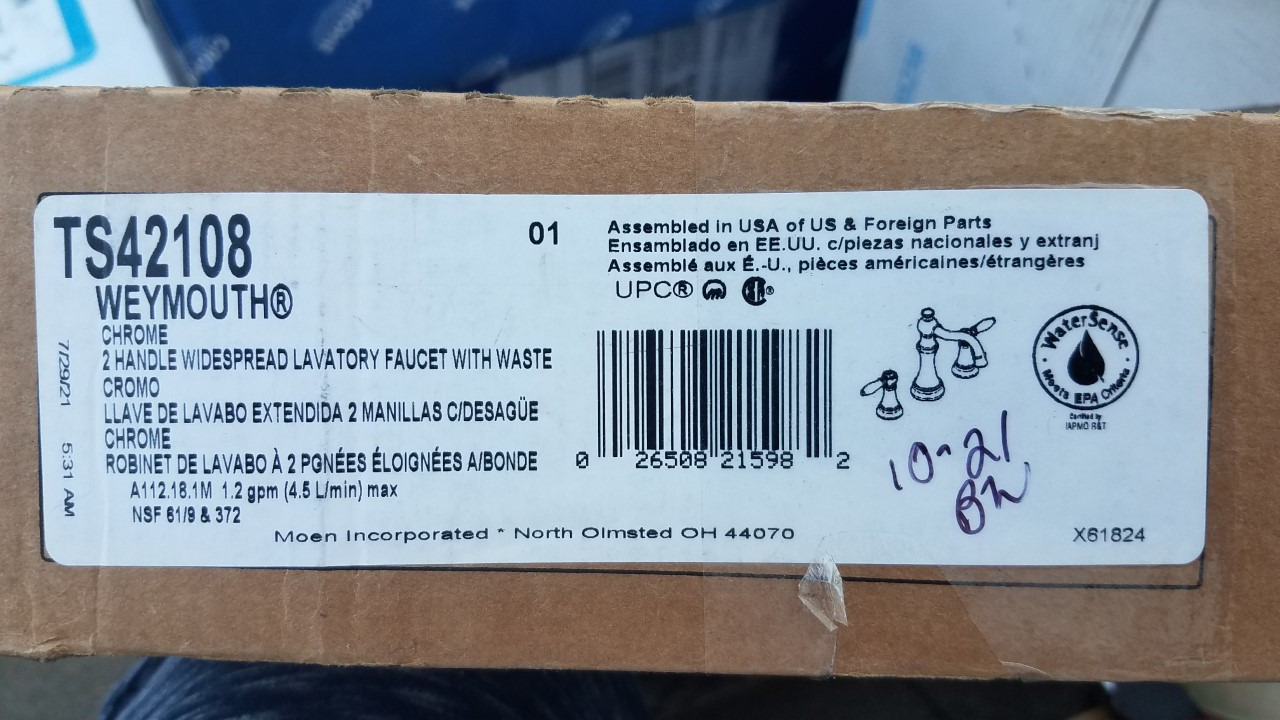 TS42108
WEYMOUTH®
CHROME
2 HANDLE WIDESPREAD LAVATORY FAUCET WITH WASTE
CROMO
LLAVE DE LAVABO EXTENDIDA 2 MANILLAS C/DESAGÜE
CHROME
ROBINET DE LAVABO À 2 PGNÉES ÉLOIGNÉES A/BONDE
A112.18.1M 1.2 gpm (4.5 L/min) max
NSF 61/9 & 372
7/29/21 5:31 AM
01
Assembled in USA of US & Foreign Parts
Ensamblado en EE.UU. c/piezas nacionales y extranj
Assemblé aux É.-U., pièces américaines/étrangères
UPC®
0 26508 21598 2
WaterSense
Meets EPA Criteria
Certified by
IAPMO R&T
10-21
Moen Incorporated * North Olmsted OH 44070
X61824